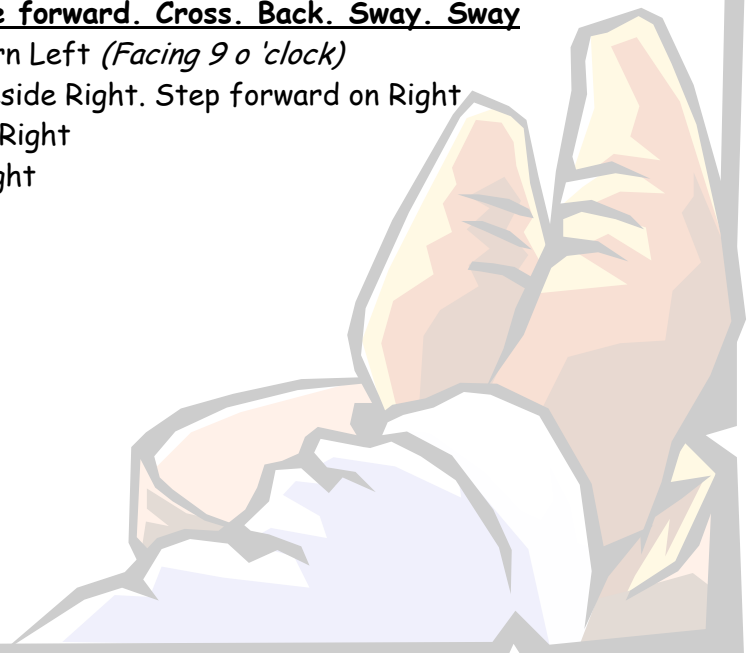 e forward. Cross. Back. Sway. Sway
rn Left (Facing 9 o 'clock)
side Right. Step forward on Right
Right
ght